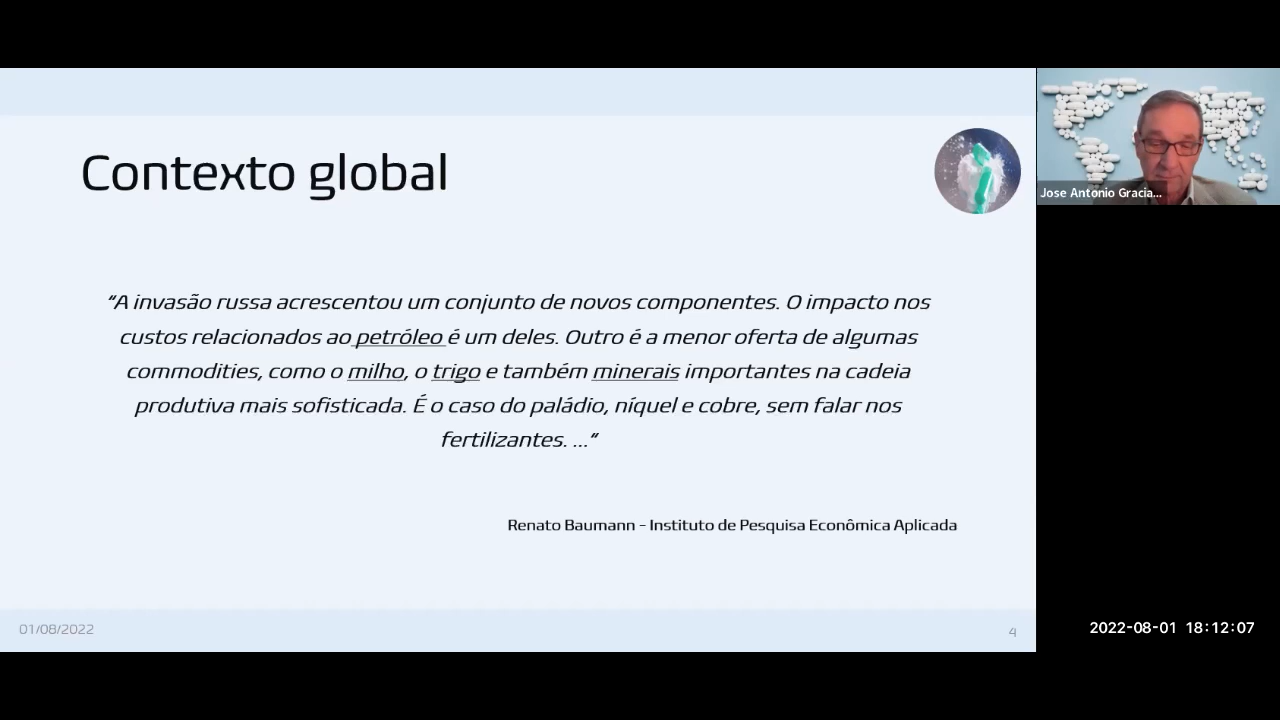 Contexto global
“A invasão russa acrescentou um conjunto de novos componentes. O impacto nos
custos relacionados ao petróleo é um deles. Outro é a menor oferta de algumas
commodities, como o milho, o trigo e também minerais importantes na cadeia
produtiva mais sofisticada. É o caso do paládio, níquel e cobre, sem falar nos
fertilizantes. ...“
Renato Baumann - Instituto de Pesquisa Econômica Aplicada
01/08/2022
4
Jose Antonio Gracia...
2022-08-01 18:12:07